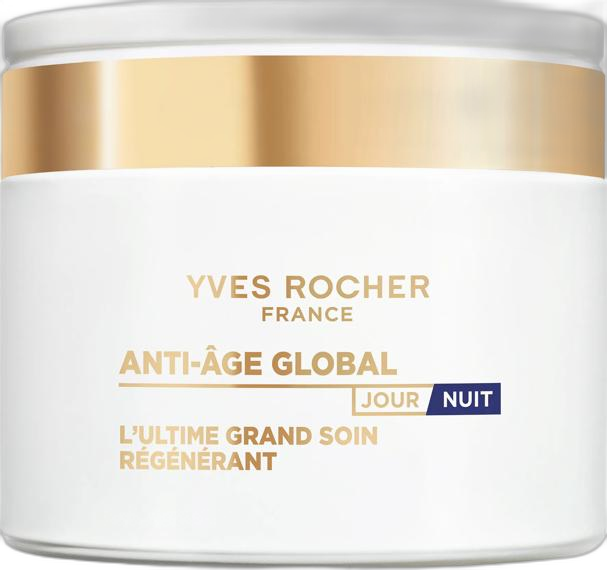 YVES ROCHER
FRANCE
ANTI-ÂGE GLOBAL
JOUR NUIT
L'ULTIME GRAND SOIN
RÉGÉNÉRANT